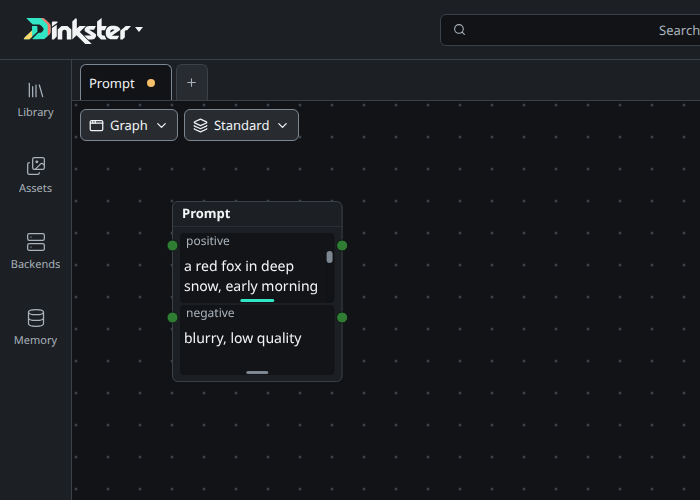 Dinkster
Search
Prompt
+
Library
Graph
Standard
Assets
Prompt
positive
a red fox in deep
snow, early morning
Backends
negative
blurry, low quality
Memory